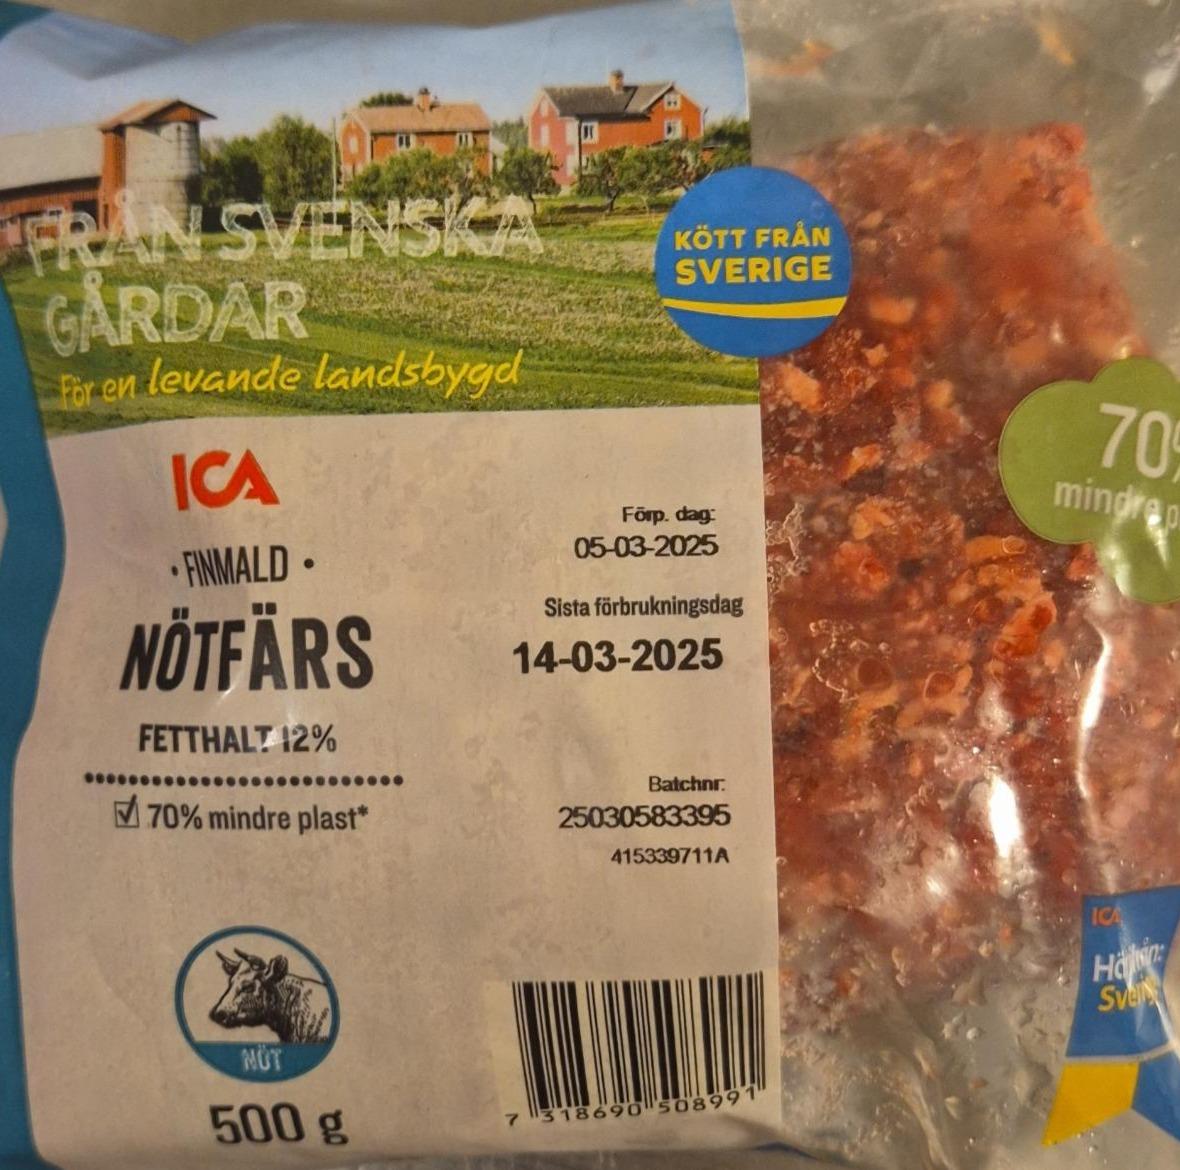 FRÅN SVENSKA
GÅRDAR
För en levande landsbygd
KÖTT FRÅN
SVERIGE
70%
mindre
ICA
• FINMALD •
NÖTFÄRS
FETTHALT 12%
70% mindre plast*
Förp. dag:
05-03-2025
Sista förbrukningsdag
14-03-2025
Batchnr:
25030583395
415339711A
NÖT
500 g
7 318690 508991
ICA